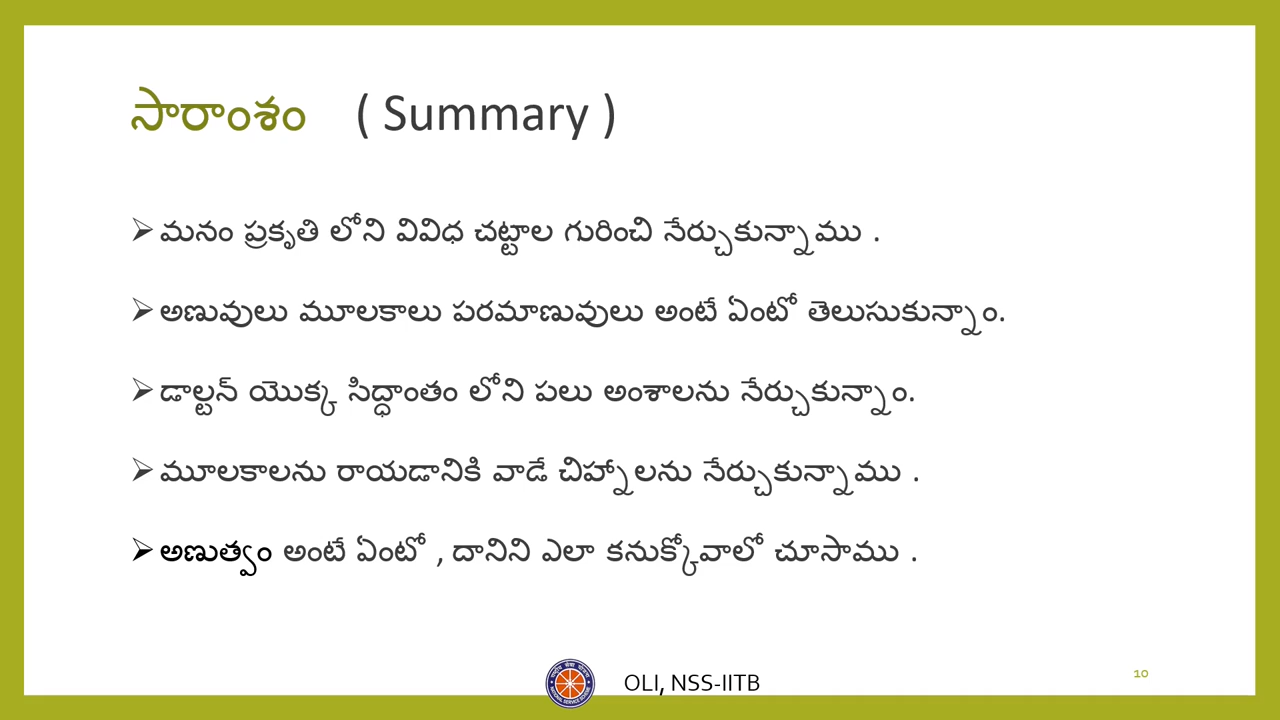 సారాంశం ( Summary )
మనం ప్రకృతి లోని వివిధ చట్టాల గురించి నేర్చుకున్నాము .
అణువులు మూలకాలు పరమాణువులు అంటే ఏంటో తెలుసుకున్నాం.
డాల్టన్ యొక్క సిద్ధాంతం లోని పలు అంశాలను నేర్చుకున్నాం.
మూలకాలను రాయడానికి వాడే చిహ్నాలను నేర్చుకున్నాము .
అణుత్వం అంటే ఏంటో , దానిని ఎలా కనుక్కోవాలో చూసాము .
OLI, NSS-IITB
10